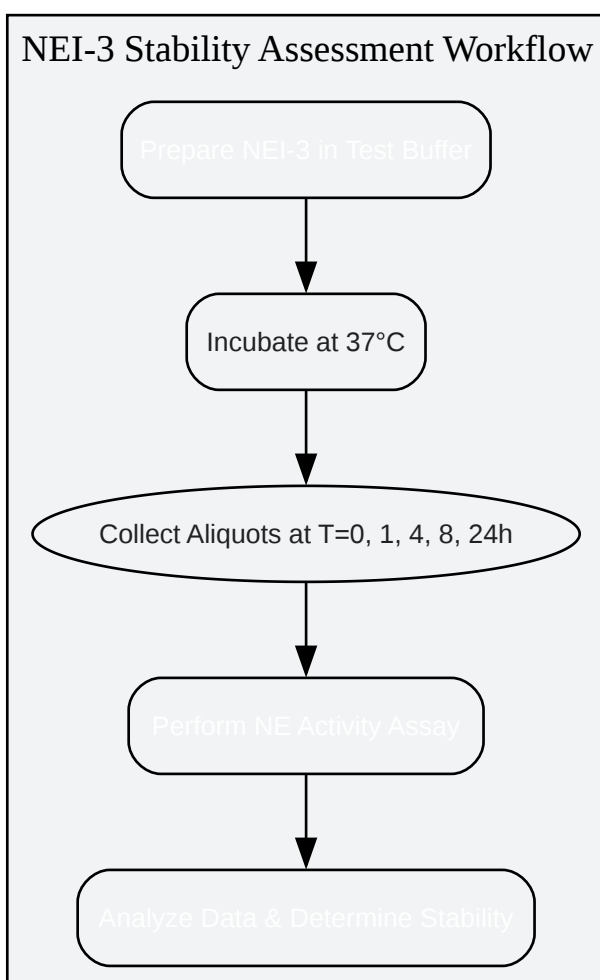 NEI-3 Stability Assessment Workflow
Prepare NEI-3 in Test Buffer
Incubate at 37°C
Collect Aliquots at T=0, 1, 4, 8, 24h
Perform NE Activity Assay
Analyze Data & Determine Stability